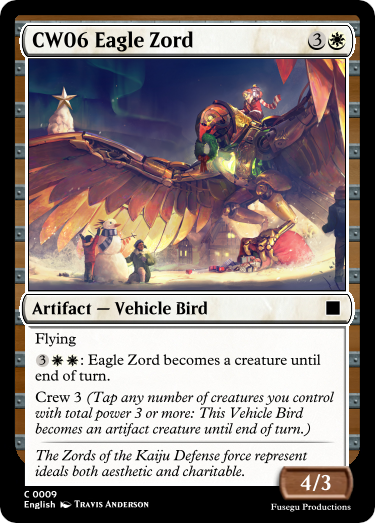 CW06 Eagle Zord 3
Artifact — Vehicle Bird
Flying
3: Eagle Zord becomes a creature until
end of turn.
Crew 3 (Tap any number of creatures you control
with total power 3 or more: This Vehicle Bird
becomes an artifact creature until end of turn.)
The Zords of the Kaiju Defense force represent
ideals both aesthetic and charitable.
4/3
C 0009
English Travis Anderson
Fusegu Productions